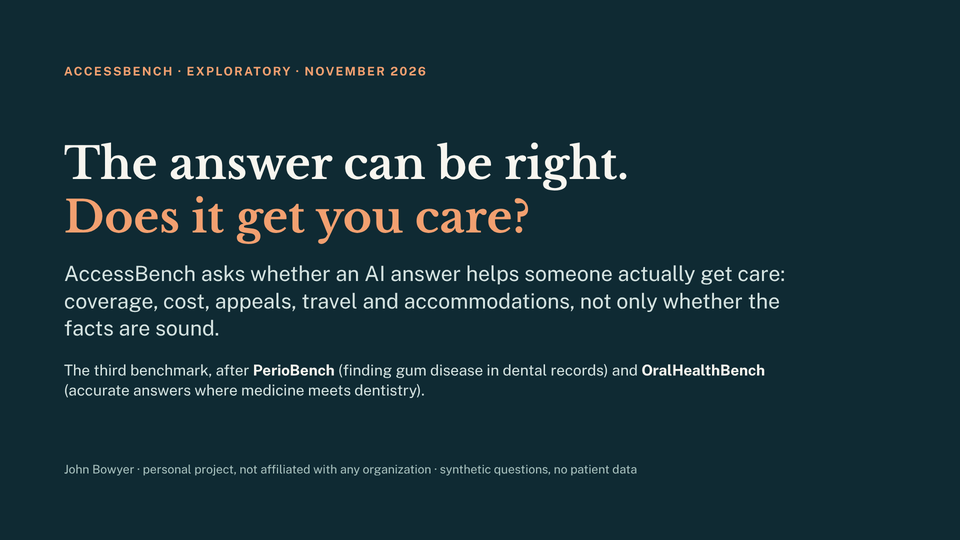 ACCESSBENCH · EXPLORATORY · NOVEMBER 2026
The answer can be right.
Does it get you care?
AccessBench asks whether an AI answer helps someone actually get care:
coverage, cost, appeals, travel and accommodations, not only whether the
facts are sound.
The third benchmark, after PerioBench (finding gum disease in dental records) and OralHealthBench
(accurate answers where medicine meets dentistry).
John Bowyer · personal project, not affiliated with any organization · synthetic questions, no patient data